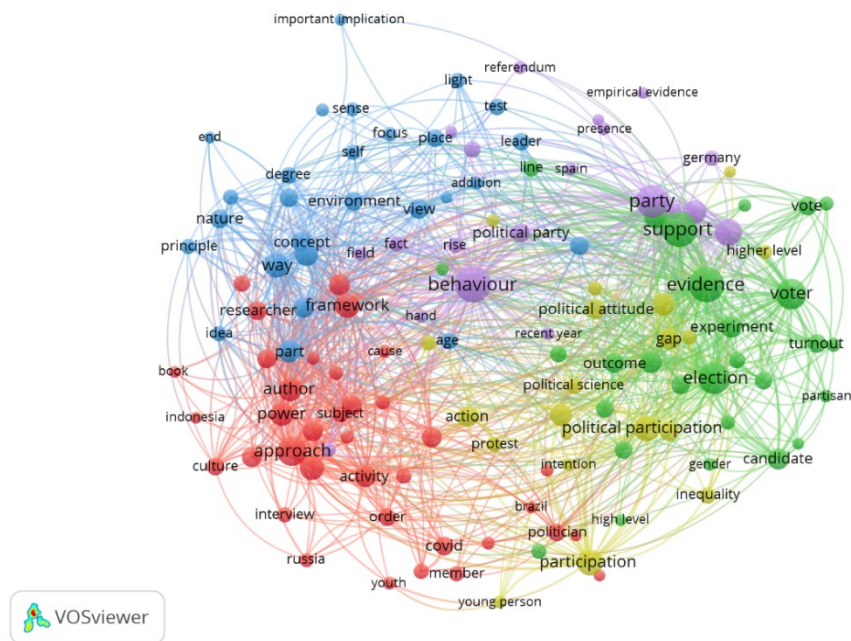 important implication
referendum
light
empirical evidence
sense
test
focus
place
presence
end
self
leader
line
germany
degree
spain
addition
environment
party
vote
nature
view
support
concept
political party
principle
fact
rise
higher level
field
way
behaviour
evidence
voter
researcher
framework
political attitude
hand
experiment
idea
recent year
gap
age
turnout
part
cause
outcome
book
political science
election
author
partisan
power
subject
action
indonesia
political participation
protest
approach
candidate
culture
intention
gender
activity
inequality
interview
order
brazil
high level
politician
covid
russia
participation
member
youth
young person
VOSviewer